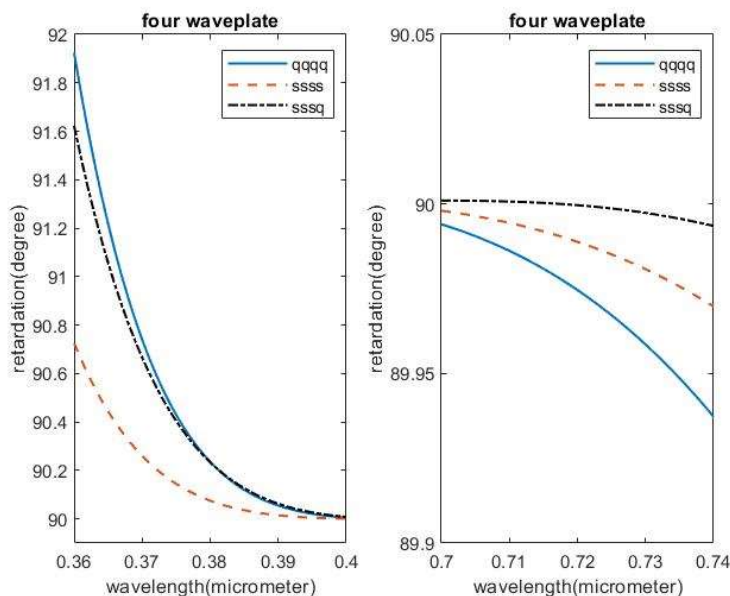 four waveplate
92
91.8
91.6
91.4
91.2
91
90.8
90.6
90.4
90.2
90
0.36
0.37
0.38
0.39
0.4
wavelength(micrometer)
retardation(degree)
qqqq
ssss
sssq
four waveplate
90.05
90
89.95
89.9
0.7
0.71
0.72
0.73
0.74
wavelength(micrometer)
retardation(degree)
qqqq
ssss
sssq